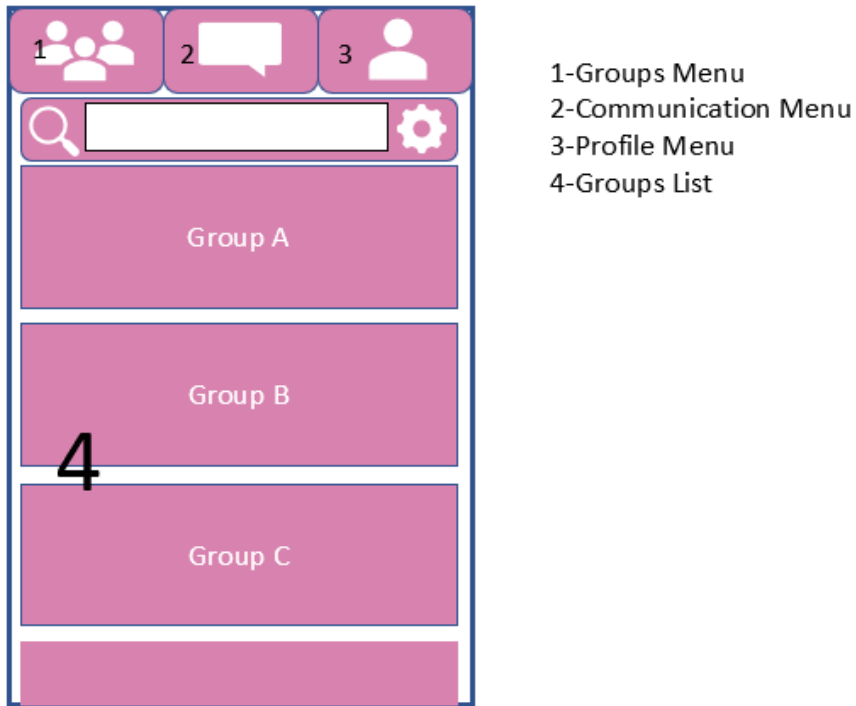 1
2
3
Group A
Group B
4
Group C
1-Groups Menu
2-Communication Menu
3-Profile Menu
4-Groups List